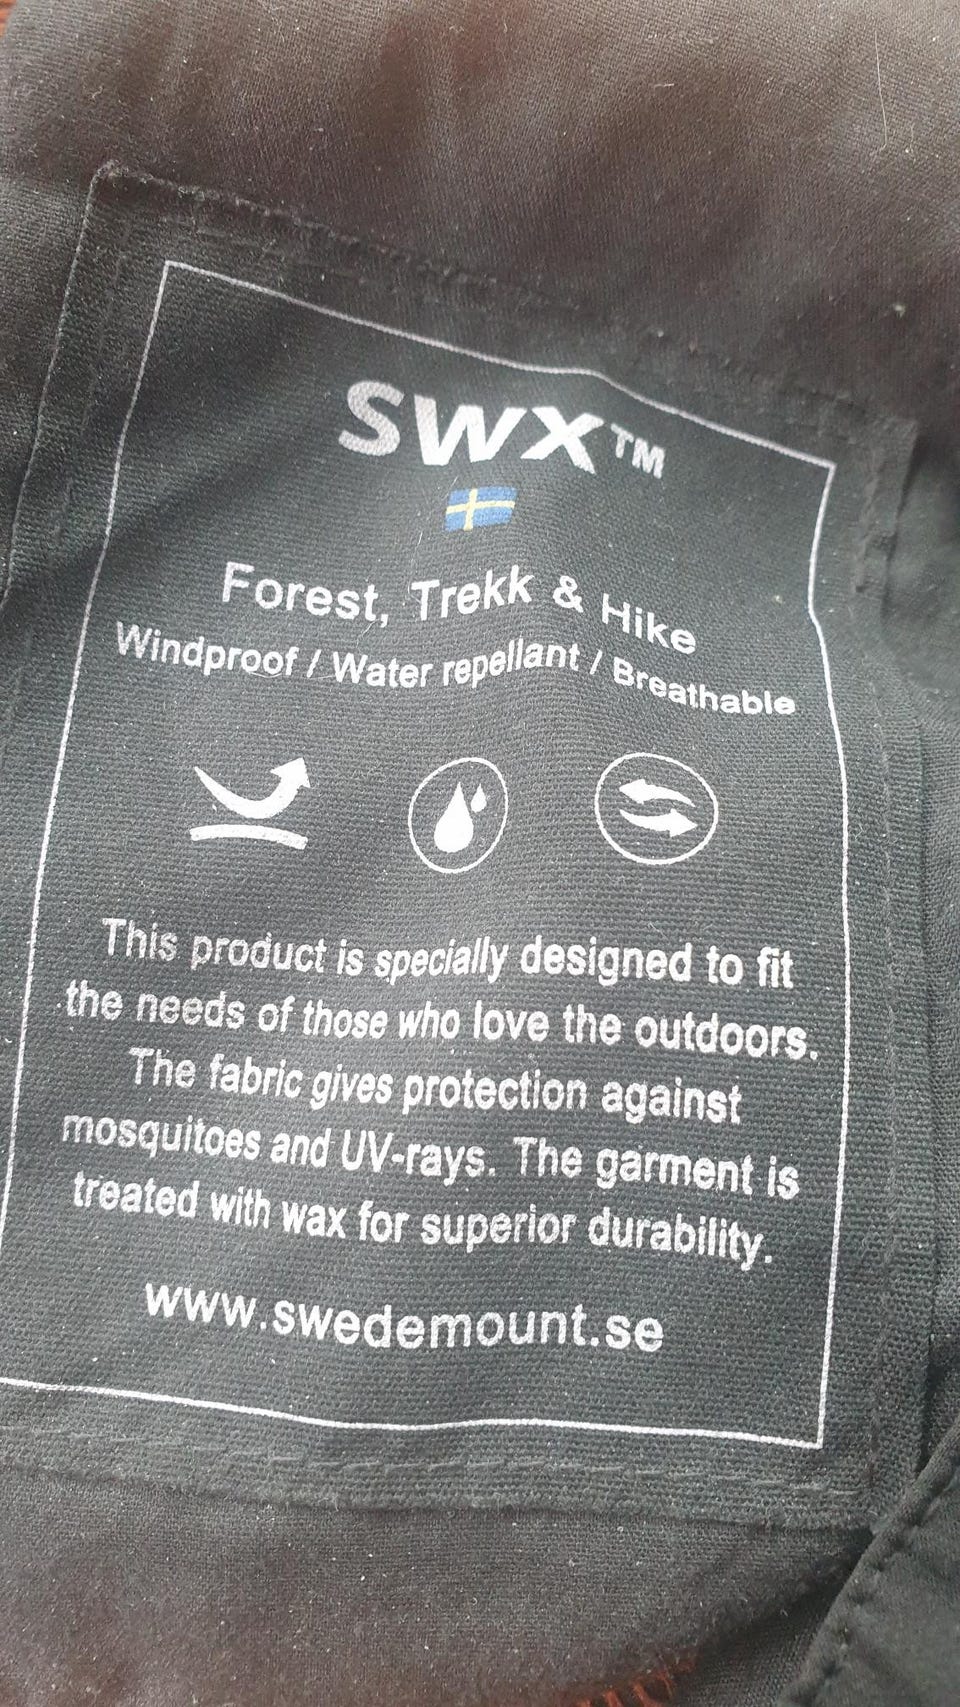 SWX™
Forest, Trekk & Hike
Windproof / Water repellant / Breathable
This product is specially designed to fit
the needs of those who love the outdoors.
The fabric gives protection against
mosquitoes and UV-rays. The garment is
treated with wax for superior durability.
www.swedemount.se